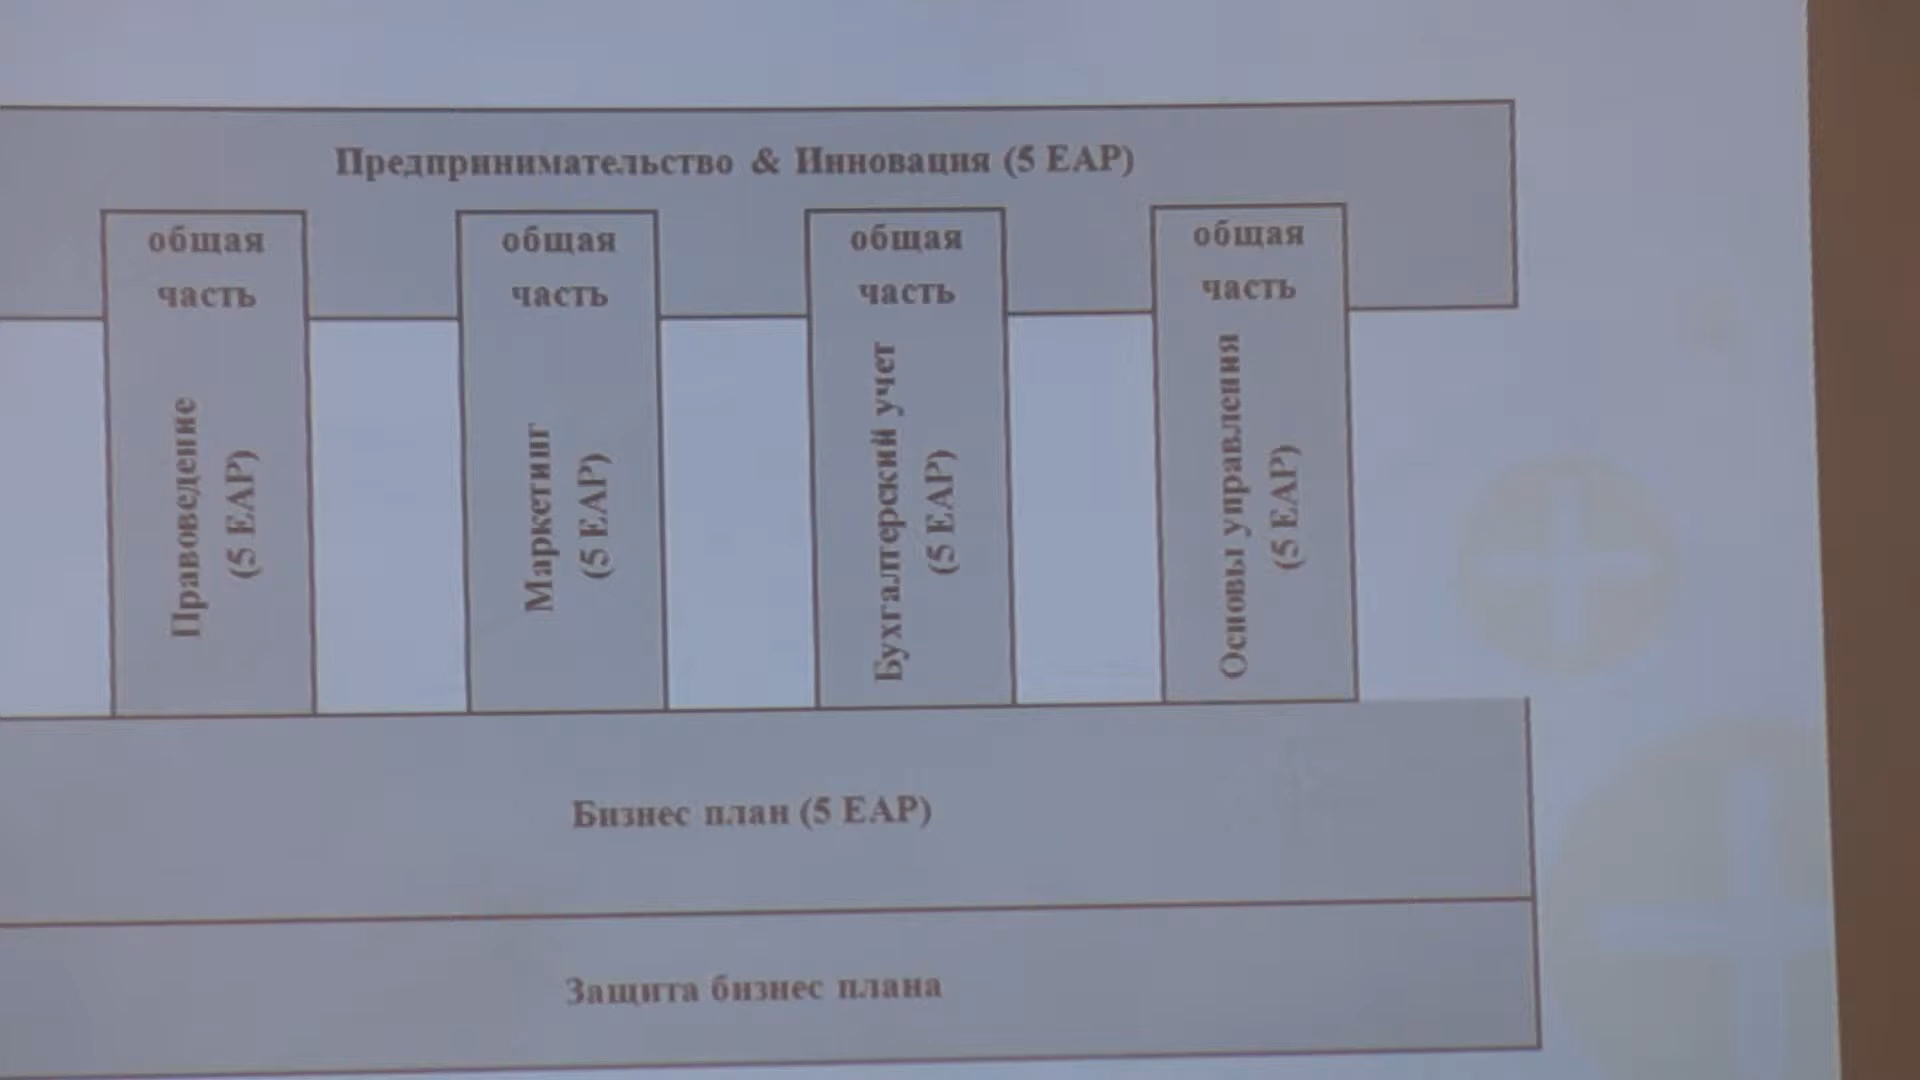 Предпринимательство & Инновация (5 EAP)
общая
часть
Правоведение
(5 EAP)
общая
часть
Маркетинг
(5 EAP)
общая
часть
Бухгалтерский учет
(5 EAP)
общая
часть
Основы управления
(5 EAP)
Бизнес план (5 EAP)
Защита бизнес плана